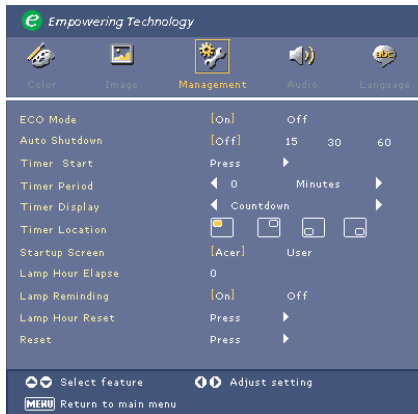 e Empowering Technology
abc
Color Image Management Audio Language
ECO Mode [On] Off
Auto Shutdown [Off] 15 30 60
Timer Start Press
Timer Period 0 Minutes
Timer Display Countdown
Timer Location
Startup Screen [Acer] User
Lamp Hour Elapse 0
Lamp Reminding [On] Off
Lamp Hour Reset Press
Reset Press
Select feature Adjust setting
MENU Return to main menu